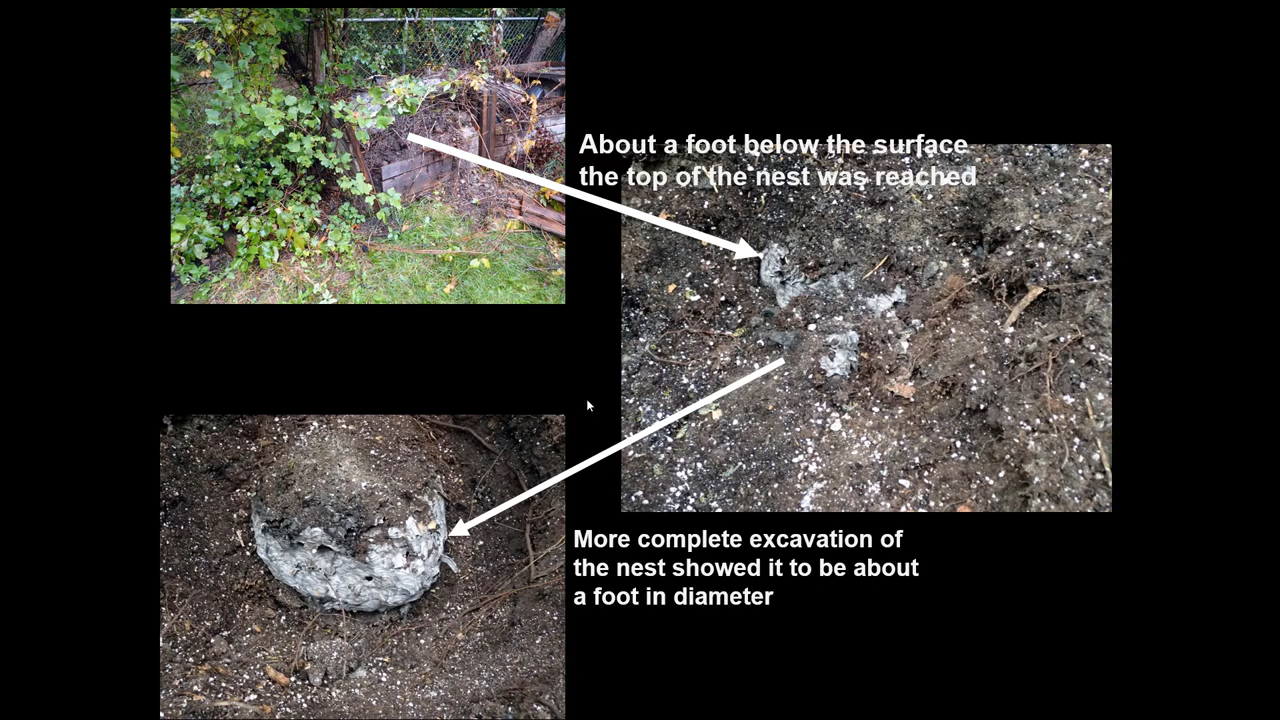 About a foot below the surface
the top of the nest was reached
More complete excavation of
the nest showed it to be about
a foot in diameter